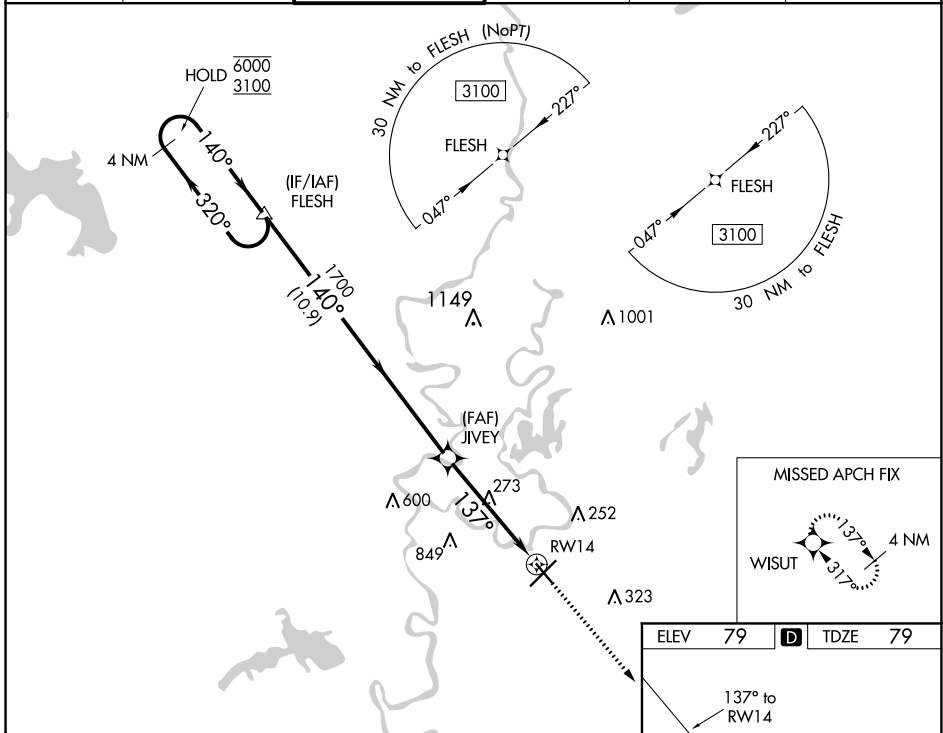 30 NM to FLESH (NoPT)
HOLD 6000
3100
3100
227°
FLESH
047°
227°
FLESH
047°
3100
30 NM to FLESH
4 NM
140°
320°
(IF/IAF)
FLESH
1700
140°
(10.9)
1149
1001
(FAF)
JIVEY
600
273
252
137°
849
RW14
323
MISSED APCH FIX
137°
4 NM
WISUT
317°
ELEV 79 D TDZE 79
137° to
RW14